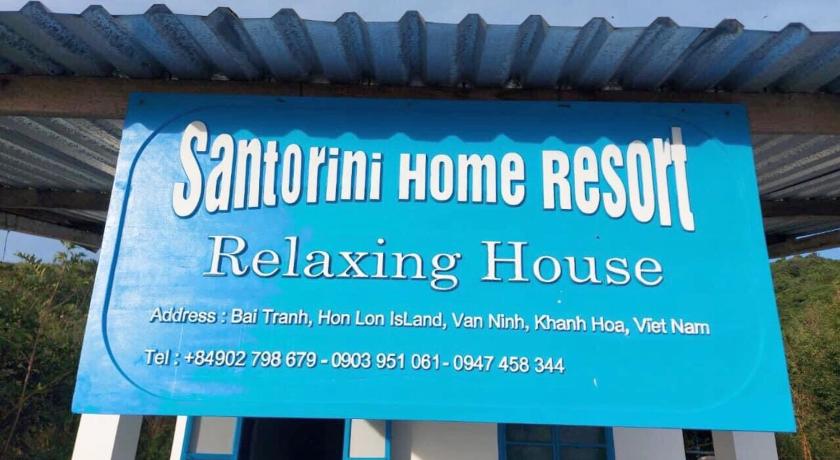 Santorini Home Resort
Relaxing House
Address : Bai Tranh, Hon Lon IsLand, Van Ninh, Khanh Hoa, Viet Nam
Tel : +84902 798 679 - 0903 951 061- 0947 458 344